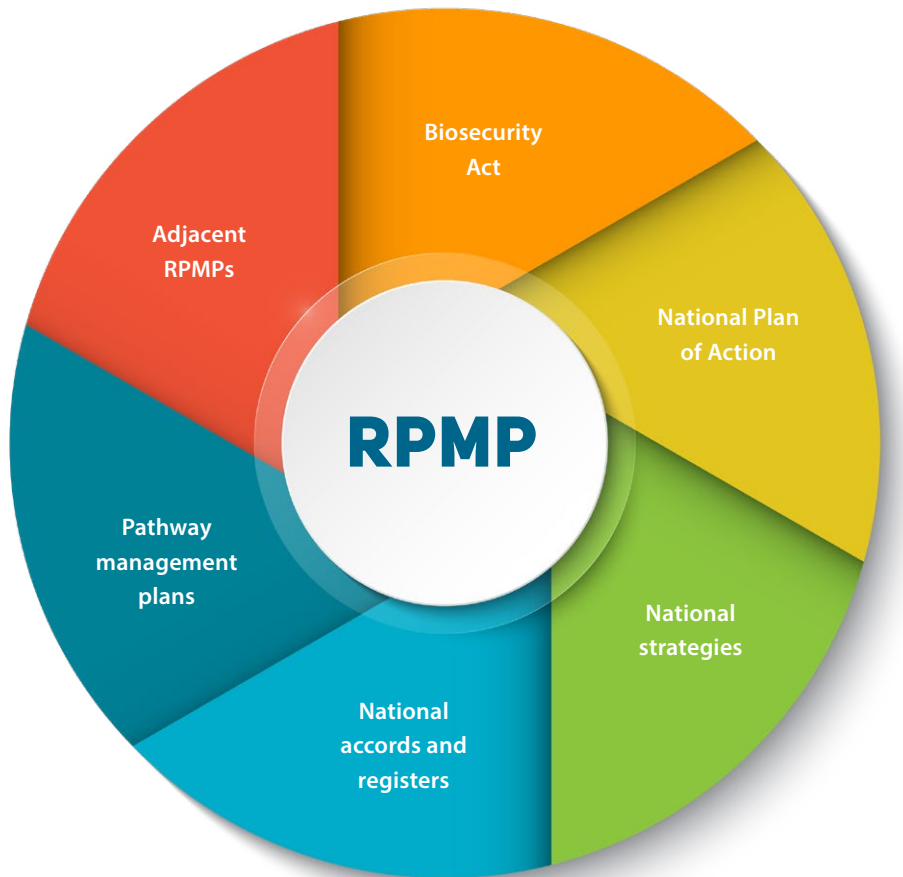 Biosecurity
Act
National Plan
of Action
National
strategies
National
accords and
registers
Pathway
management
plans
Adjacent
RPMPs
RPMP